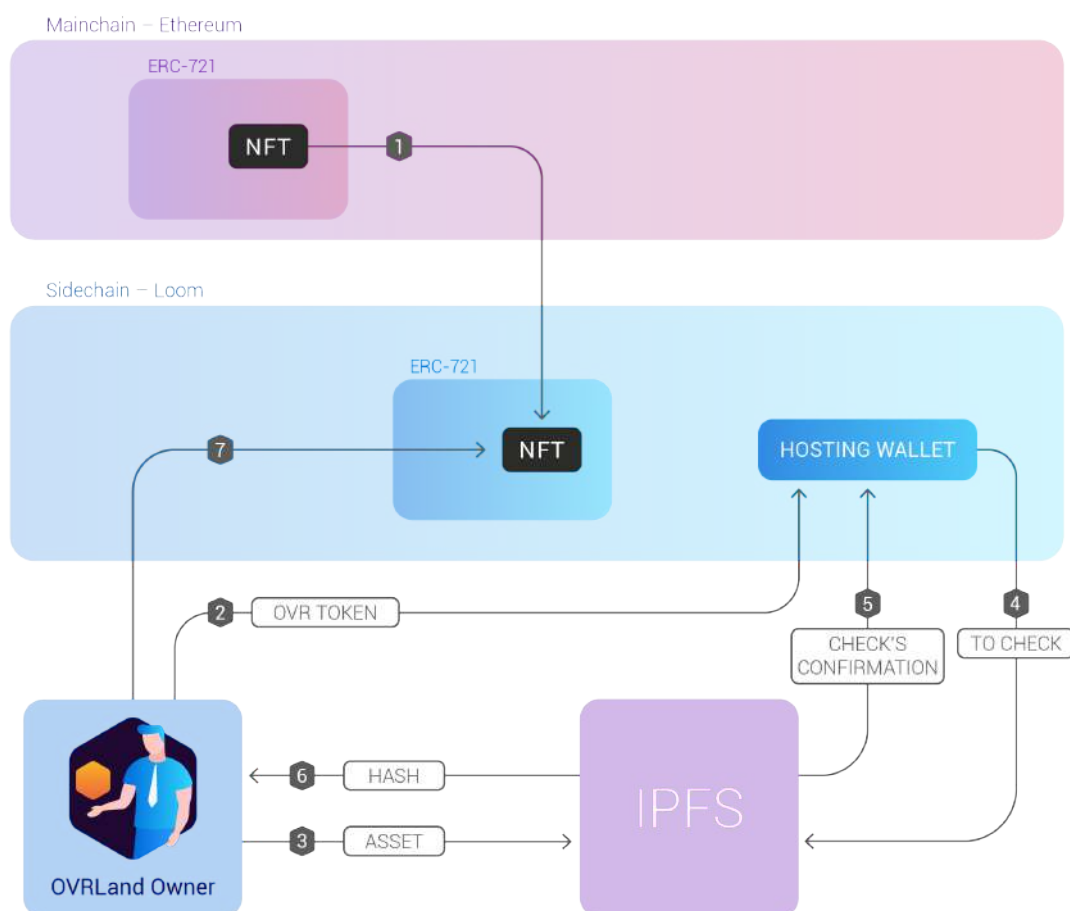 Mainchain – Ethereum
ERC-721
NFT
1
Sidechain – Loom
ERC-721
7
NFT
HOSTING WALLET
2
OVR TOKEN
5
4
CHECK'S
CONFIRMATION
TO CHECK
6
HASH
IPFS
3
ASSET
OVRLand Owner